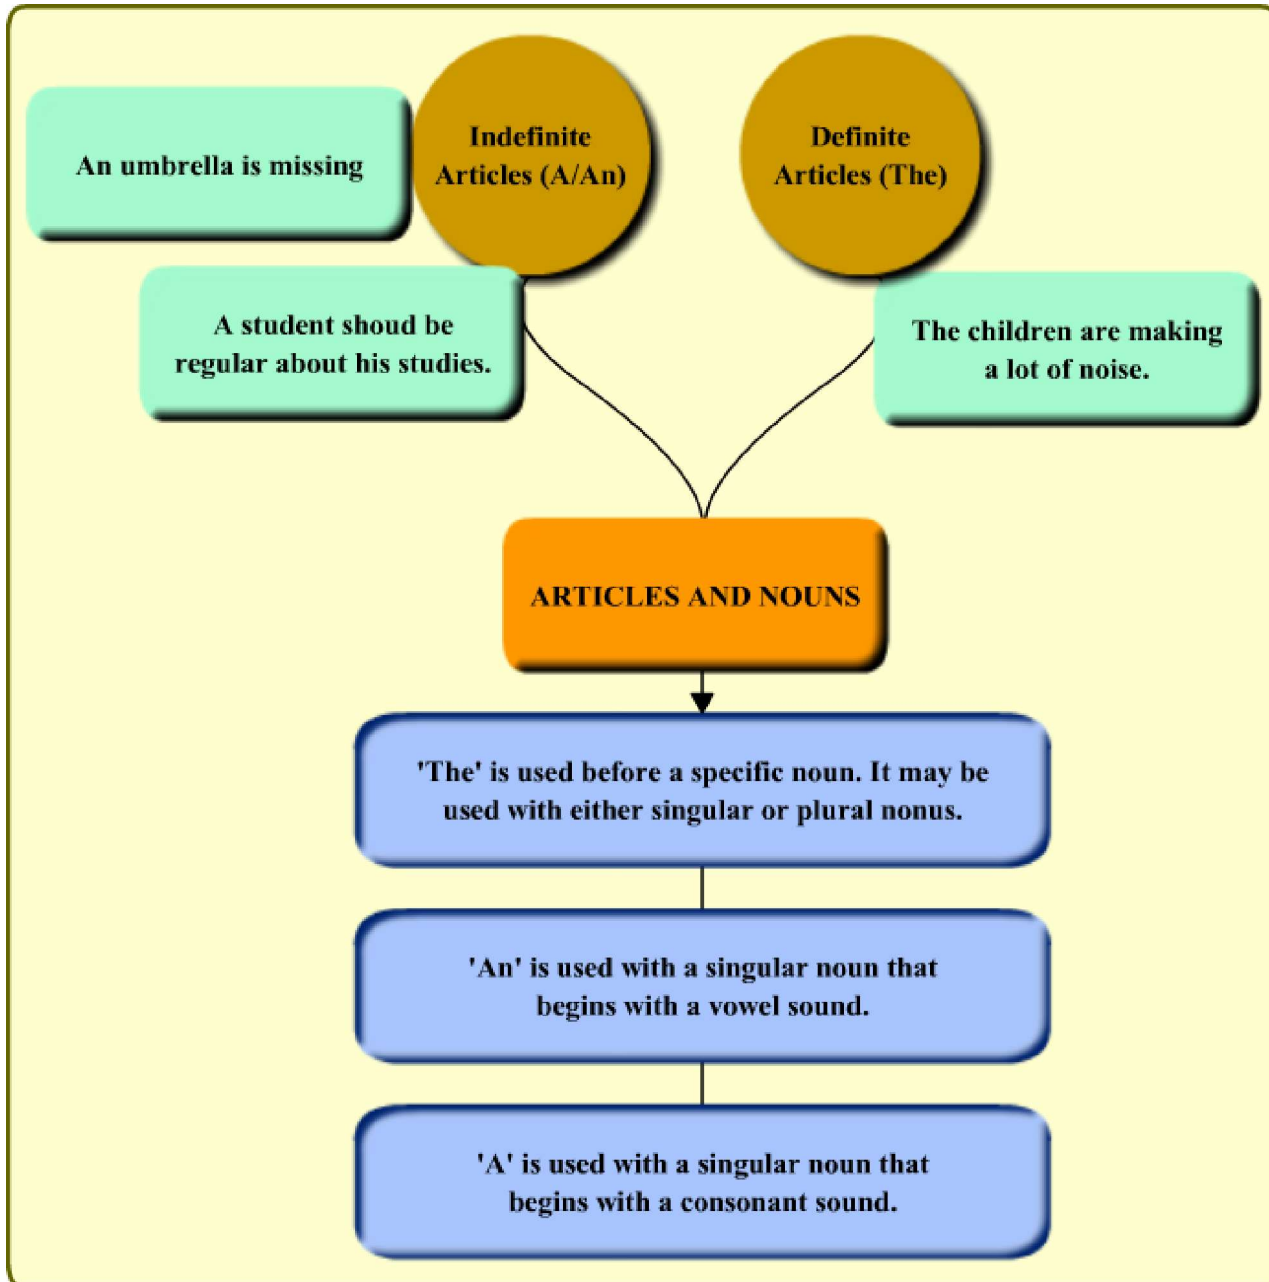 Indefinite
Articles (A/An)
Definite
Articles (The)
An umbrella is missing
A student shoud be
regular about his studies.
The children are making
a lot of noise.
ARTICLES AND NOUNS
'The' is used before a specific noun. It may be
used with either singular or plural nonus.
'An' is used with a singular noun that
begins with a vowel sound.
'A' is used with a singular noun that
begins with a consonant sound.